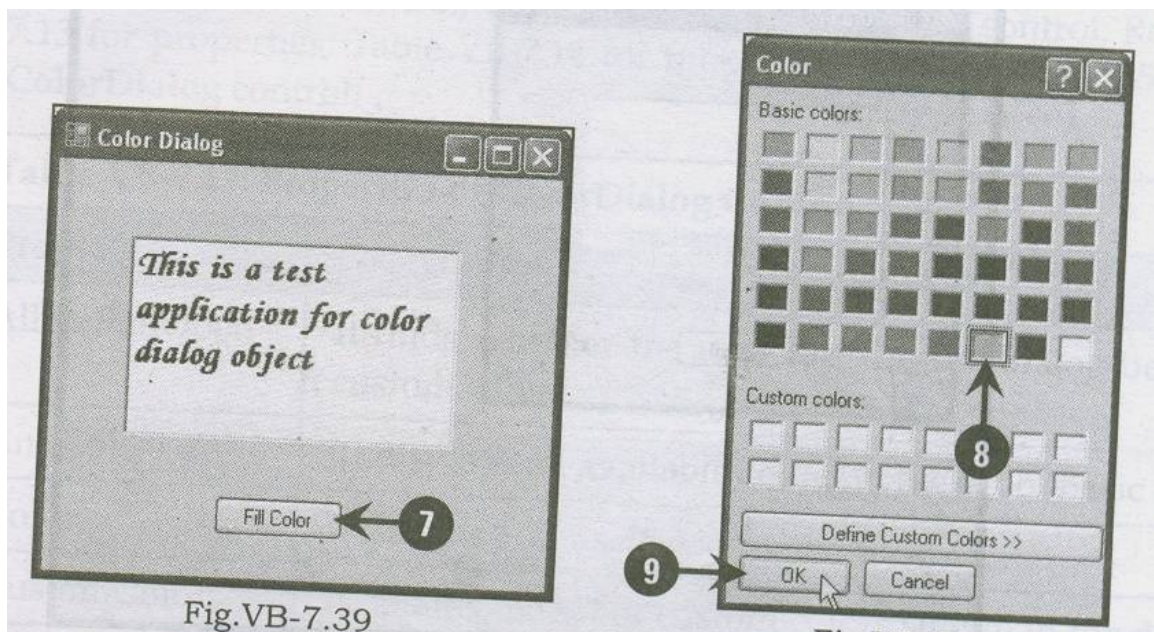 Color Dialog
This is a test
application for color
dialog object
Fill Color
7
Fig.VB-7.39
Color
?
Basic colors:
Custom colors:
8
Define Custom Colors >>
9
OK
Cancel